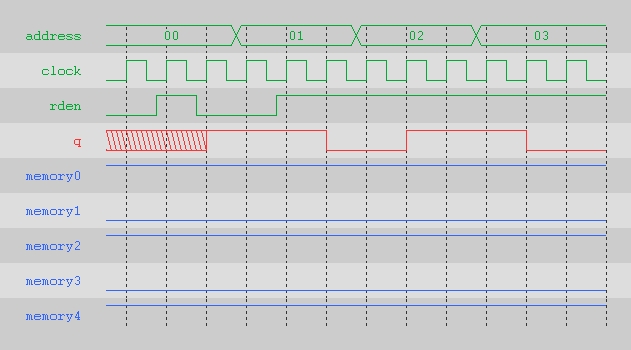 address 00 01 02 03
clock
rden
q
memory0
memory1
memory2
memory3
memory4